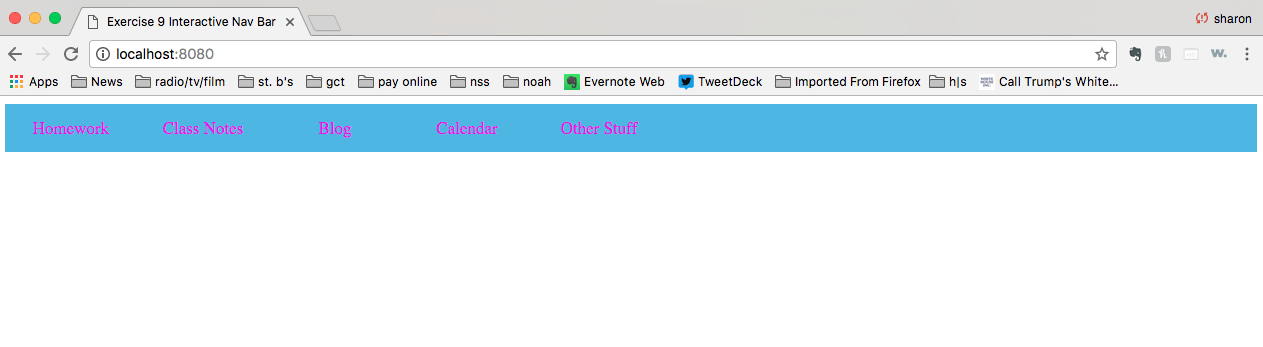 Exercise 9 Interactive Nav Bar
sharon
localhost:8080
Apps News radio/tv/film st. b's gct pay online nss noah Evernote Web TweetDeck Imported From Firefox h|s Call Trump's White...
Homework Class Notes Blog Calendar Other Stuff